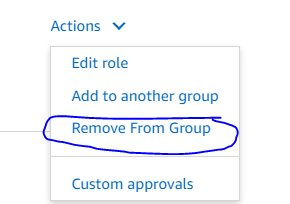 Actions
Edit role
Add to another group
Remove From Group
Custom approvals